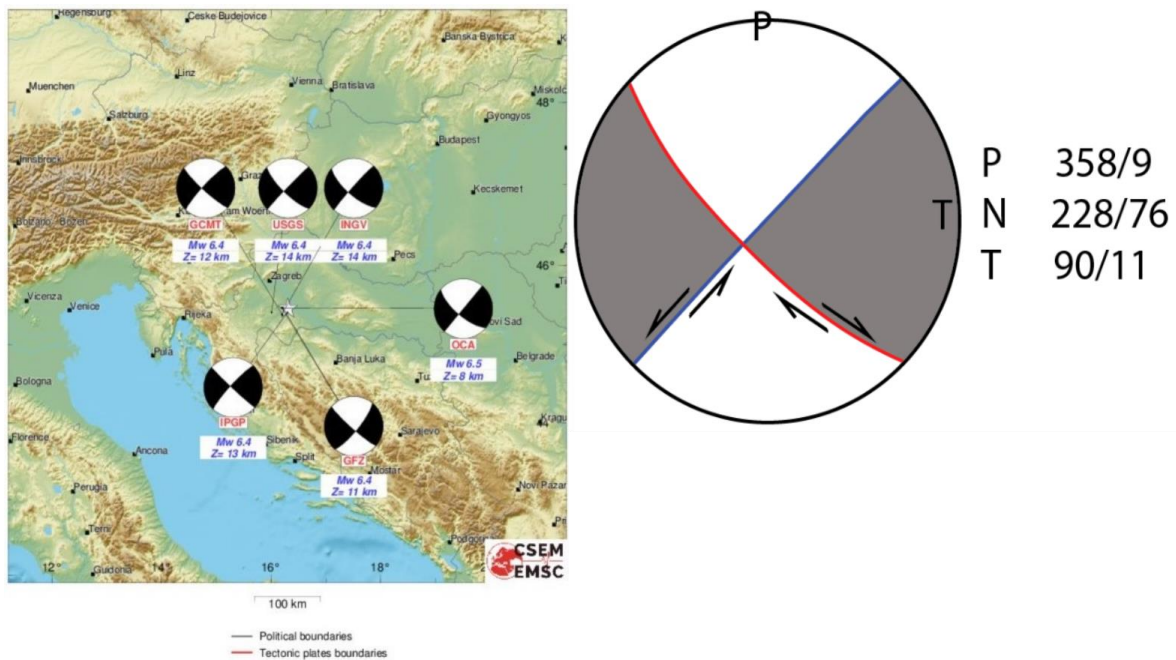 Regensburg
Ceske Budejovice
Banska Bystrica
Linz
Vienna
Bratislava
Muenchen
Miskolc
48°
Salzburg
Gyongyos
Budapest
Innsbruck
Kecskemet
GCMT
USGS
INGV
Mw 6.4
Z= 12 km
Mw 6.4
Z= 14 km
Mw 6.4
Z= 14 km
Pecs
46°
Zagreb
Vicenza
Venice
Rijeka
ovi Sad
OCA
Pula
Banja Luka
Belgrade
Mw 6.5
Z= 8 km
Tu
Bologna
IPGP
Mw 6.4
Z= 13 km
Sibenik
Florence
Sarajevo
Ancona
Split
GFZ
Mostar
Mw 6.4
Z= 11 km
Perugia
Novi Pazar
Terni
Podgori
CSEM
EMSC
12°
14°
16°
18°
Guidonia
100 km
Political boundaries
Tectonic plates boundaries
P
T
P 358/9
N 228/76
T 90/11